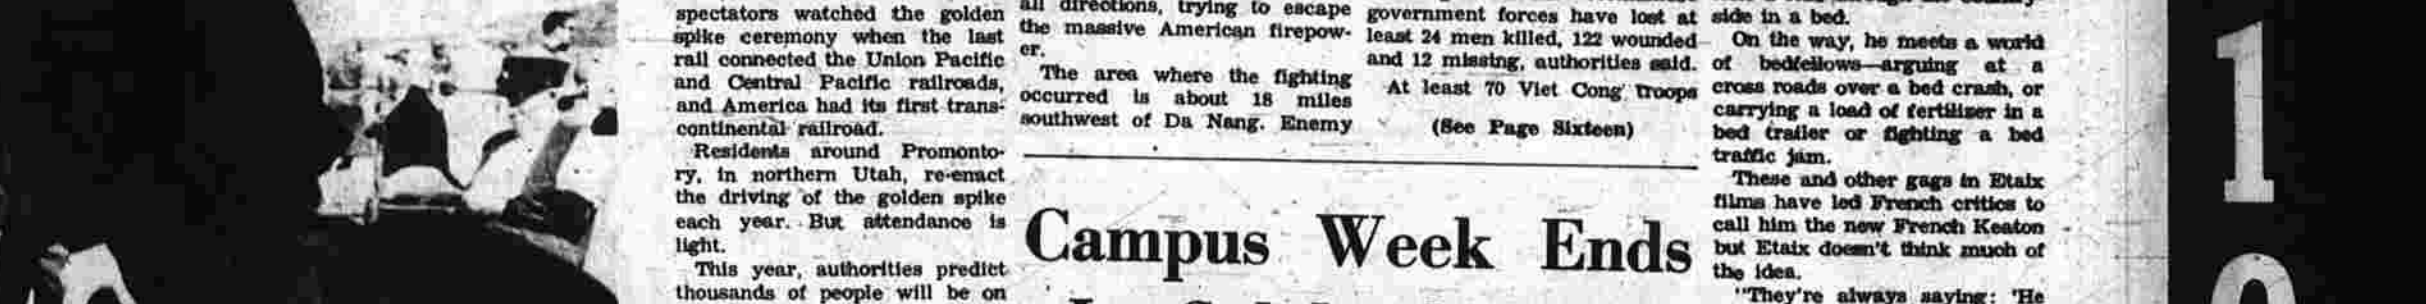 spectators watched the golden
spike ceremony when the last
rail connected the Union Pacific
and Central Pacific railroads,
and America had its first trans-
continental railroad.
Residents around Promonto-
ry, in northern Utah, re-enact
the driving of the golden spike
each year. But attendance is
light.
This year, authorities predict
thousands of people will be on
all directions, trying to escape
the massive American firepow-
er.
The area where the fighting
occurred is about 18 miles
southwest of Da Nang. Enemy
government forces have lost at
least 24 men killed, 122 wounded
and 12 missing, authorities said.
At least 70 Viet Cong troops
(See Page Sixteen)
Campus Week Ends
side in a bed.
On the way, he meets a world
of bedfellows—arguing at a
cross roads over a bed crash, or
carrying a load of fertilizer in a
bed trailer or fighting a bed
traffic jam.
These and other gags in Etaix
films have led French critics to
call him the new French Keaton
but Etaix doesn't think much of
the idea.
"They're always saying: 'He
1